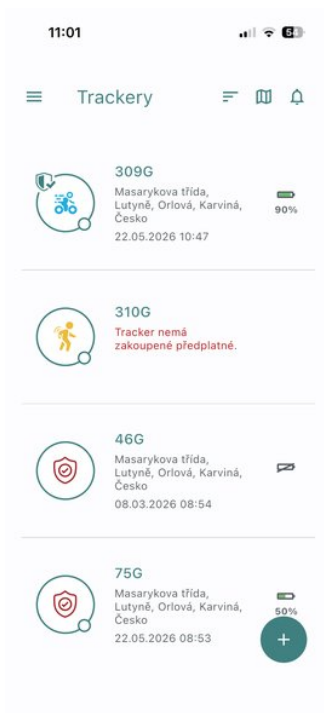 11:01
54
Trackery
309G
Masarykova třída,
Lutyně, Orlová, Karviná,
Česko
90%
22.05.2026 10:47
310G
Tracker nemá
zakoupené předplatné.
46G
Masarykova třída,
Lutyně, Orlová, Karviná,
Česko
08.03.2026 08:54
75G
Masarykova třída,
Lutyně, Orlová, Karviná,
Česko
50%
22.05.2026 08:53